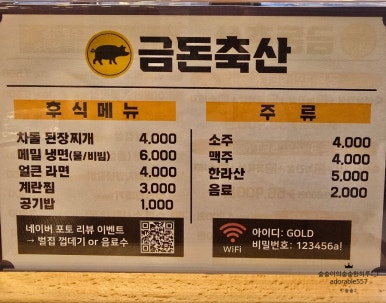 금돈축산
후식메뉴
차돌 된장찌개 4,000
메밀 냉면(물/비빔) 6,000
얼큰 라면 4,000
계란찜 3,000
공기밥 1,000
네이버 포토 리뷰 이벤트
→ 벌집 껍데기 or 음료수
주류
소주 4,000
맥주 4,000
한라산 5,000
음료 2,000
WiFi
아이디: GOLD
비밀번호: 123456a!
adorable557